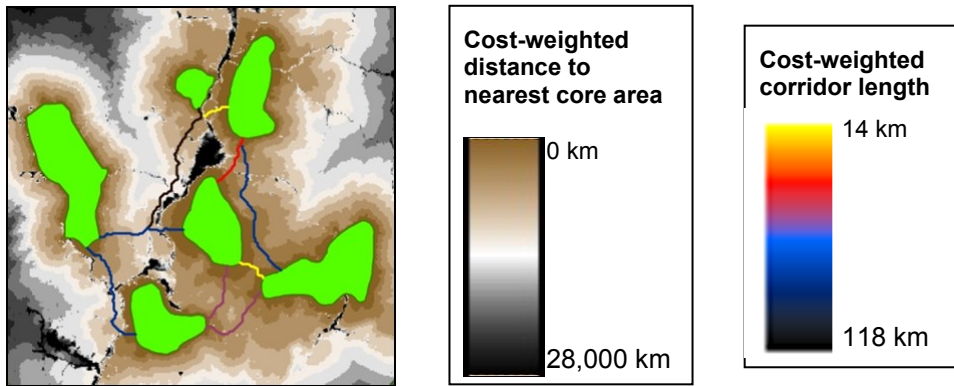 Cost-weighted
distance to
nearest core area
0 km
28,000 km
Cost-weighted
corridor length
14 km
118 km